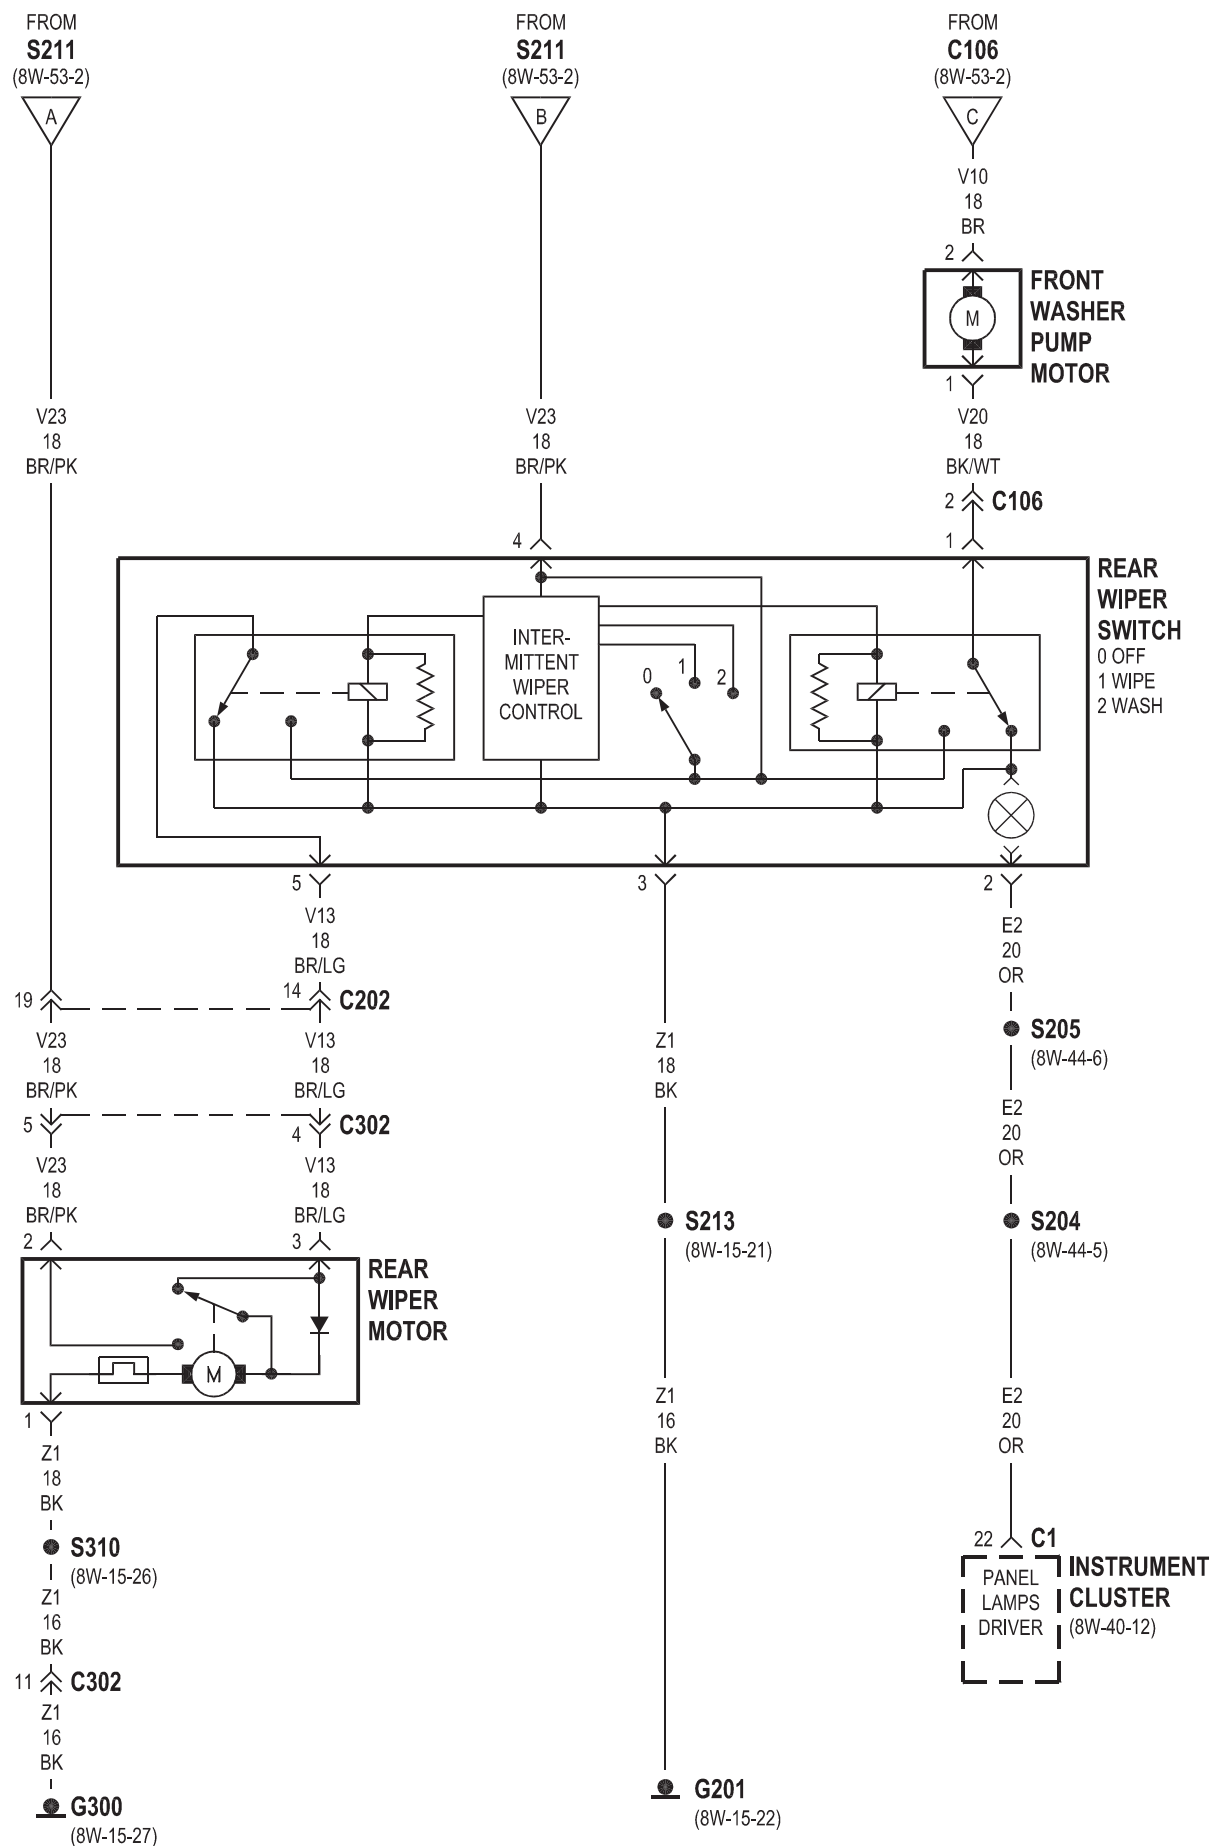 FROM
S211
(8W-53-2)
A
FROM
S211
(8W-53-2)
B
FROM
C106
(8W-53-2)
C
V10
18
BR
2
FRONT
WASHER
PUMP
MOTOR
M
1
V23
18
BR/PK
V23
18
BR/PK
V20
18
BK/WT
2
C106
4
1
REAR
WIPER
SWITCH
0 OFF
1 WIPE
2 WASH
INTER-
MITTENT
WIPER
CONTROL
0
1
2
5
3
2
V13
18
BR/LG
E2
20
OR
19
14
C202
S205
(8W-44-6)
V23
18
BR/PK
V13
18
BR/LG
Z1
18
BK
5
4
C302
E2
20
OR
V23
18
BR/PK
V13
18
BR/LG
S213
(8W-15-21)
S204
(8W-44-5)
2
3
REAR
WIPER
MOTOR
M
1
Z1
16
BK
E2
20
OR
Z1
18
BK
S310
(8W-15-26)
22
C1
PANEL
LAMPS
DRIVER
INSTRUMENT
CLUSTER
(8W-40-12)
Z1
16
BK
11
C302
Z1
16
BK
G300
(8W-15-27)
G201
(8W-15-22)